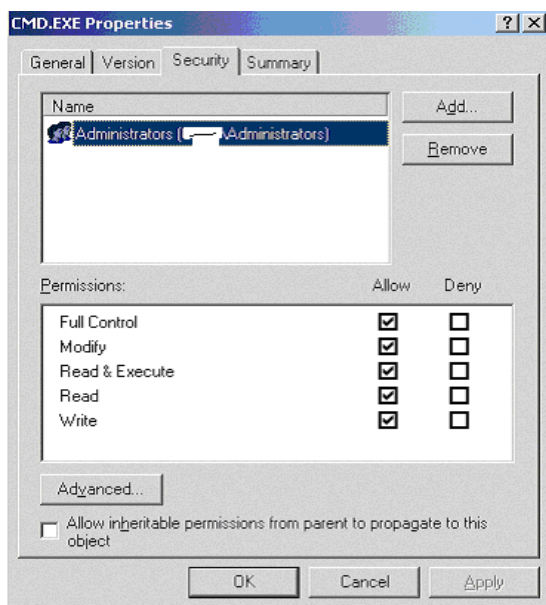 CMD.EXE Properties
General Version Security Summary
Name
Administrators ( \Administrators)
Add...
Remove
Permissions: Allow Deny
Full Control
Modify
Read & Execute
Read
Write
Advanced...
Allow inheritable permissions from parent to propagate to this
object
OK Cancel Apply